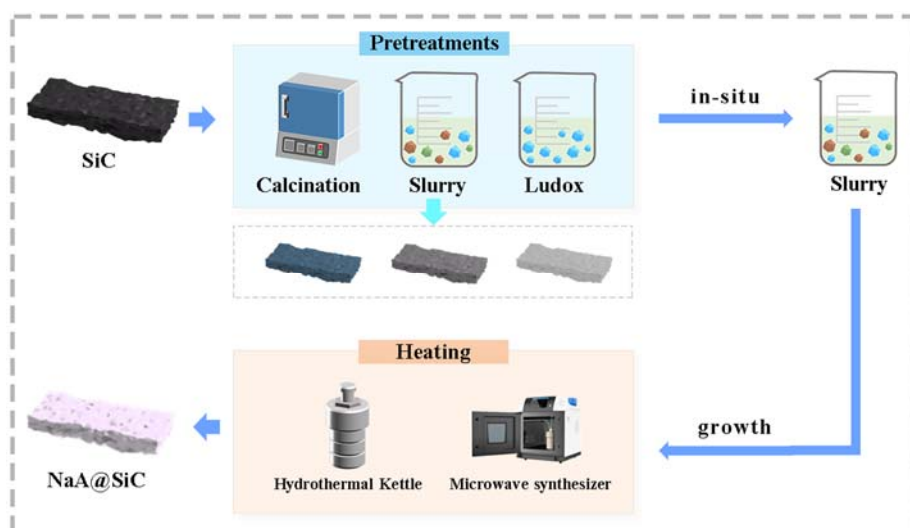 Pretreatments
SiC
Calcination
Slurry
Ludox
in-situ
Slurry
Heating
NaA@SiC
Hydrothermal Kettle
Microwave synthesizer
growth